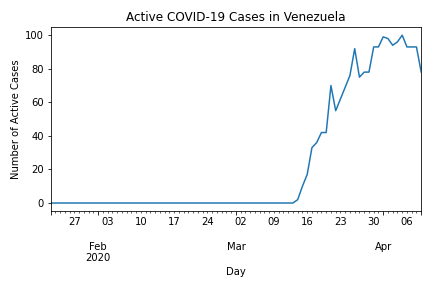 Active COVID-19 Cases in Venezuela
Number of Active Cases
100
80
60
40
20
0
27 03 10 17 24 02 09 16 23 30 06
Feb Mar Apr
2020
Day